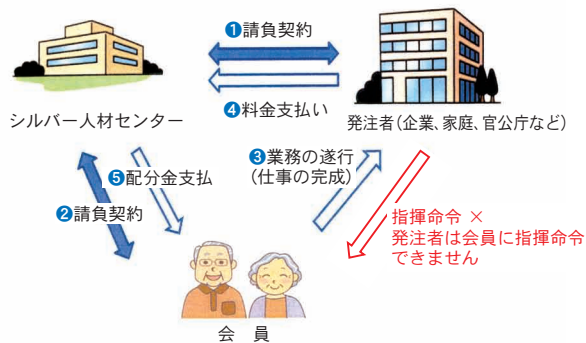 ❶請負契約
❹料金支払い
シルバー人材センター
発注者(企業、家庭、官公庁など)
❸業務の遂行
(仕事の完成)
❺配分金支払
❷請負契約
指揮命令 ×
発注者は会員に指揮命令
できません
会 員